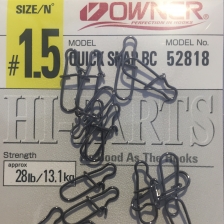 SIZE/N°
OWNER
MODEL
MODEL No.
#1.5
QUICK SNAP BC
52818
HI-PARTS
Strength
As Good As The Hooks
approx
28lb/13.1kg